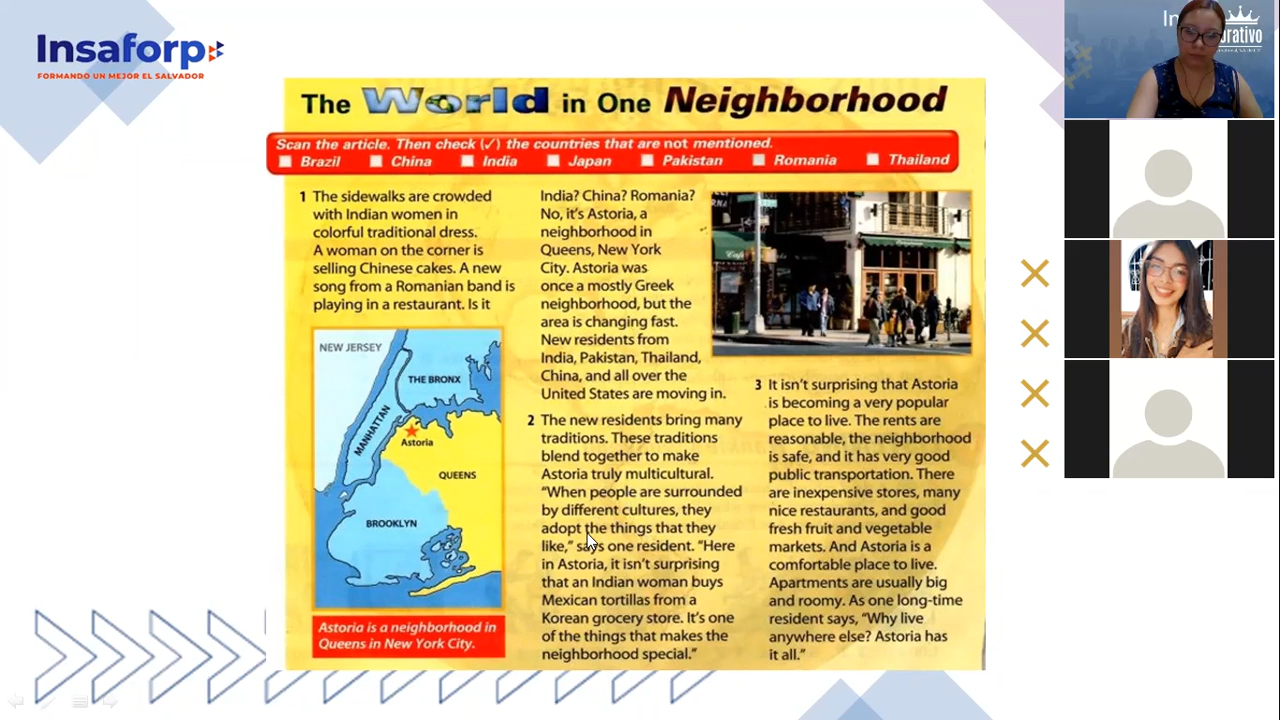 Insaforp
FORMANDO UN MEJOR EL SALVADOR
The World in One Neighborhood
Scan the article. Then check (✓) the countries that are not mentioned.
Brazil China India Japan Pakistan Romania Thailand
1 The sidewalks are crowded
with Indian women in
colorful traditional dress.
A woman on the corner is
selling Chinese cakes. A new
song from a Romanian band is
playing in a restaurant. Is it
NEW JERSEY
THE BRONX
MANHATTAN
Astoria
QUEENS
BROOKLYN
Astoria is a neighborhood in
Queens in New York City.
India? China? Romania?
No, it's Astoria, a
neighborhood in
Queens, New York
City. Astoria was
once a mostly Greek
neighborhood, but the
area is changing fast.
New residents from
India, Pakistan, Thailand,
China, and all over the
United States are moving in.
2 The new residents bring many
traditions. These traditions
blend together to make
Astoria truly multicultural.
"When people are surrounded
by different cultures, they
adopt the things that they
like," says one resident. "Here
in Astoria, it isn't surprising
that an Indian woman buys
Mexican tortillas from a
Korean grocery store. It's one
of the things that makes the
neighborhood special."
3 It isn't surprising that Astoria
is becoming a very popular
place to live. The rents are
reasonable, the neighborhood
is safe, and it has very good
public transportation. There
are inexpensive stores, many
nice restaurants, and good
fresh fruit and vegetable
markets. And Astoria is a
comfortable place to live.
Apartments are usually big
and roomy. As one long-time
resident says, "Why live
anywhere else? Astoria has
it all."
In
orativo